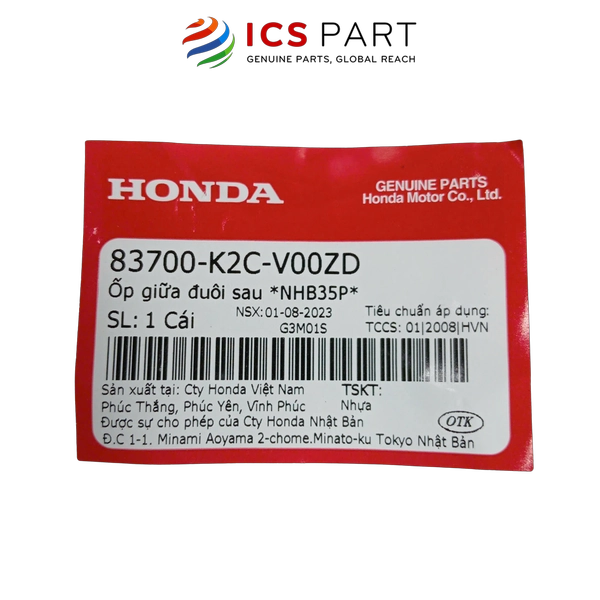 ICS PART
GENUINE PARTS, GLOBAL REACH
HONDA
GENUINE PARTS
Honda Motor Co., Ltd.
83700-K2C-V00ZD
Ốp giữa đuôi sau *NHB35P*
SL: 1 Cái
NSX: 01-08-2023
G3M01S
Tiêu chuẩn áp dụng:
TCCS: 01|2008|HVN
Sản xuất tại: Cty Honda Việt Nam
TSKT:
Phúc Thắng, Phúc Yên, Vĩnh Phúc
Nhựa
Được sự cho phép của Cty Honda Nhật Bản
OTK
Đ.C 1-1. Minami Aoyama 2-chome.Minato-ku Tokyo Nhật Bản